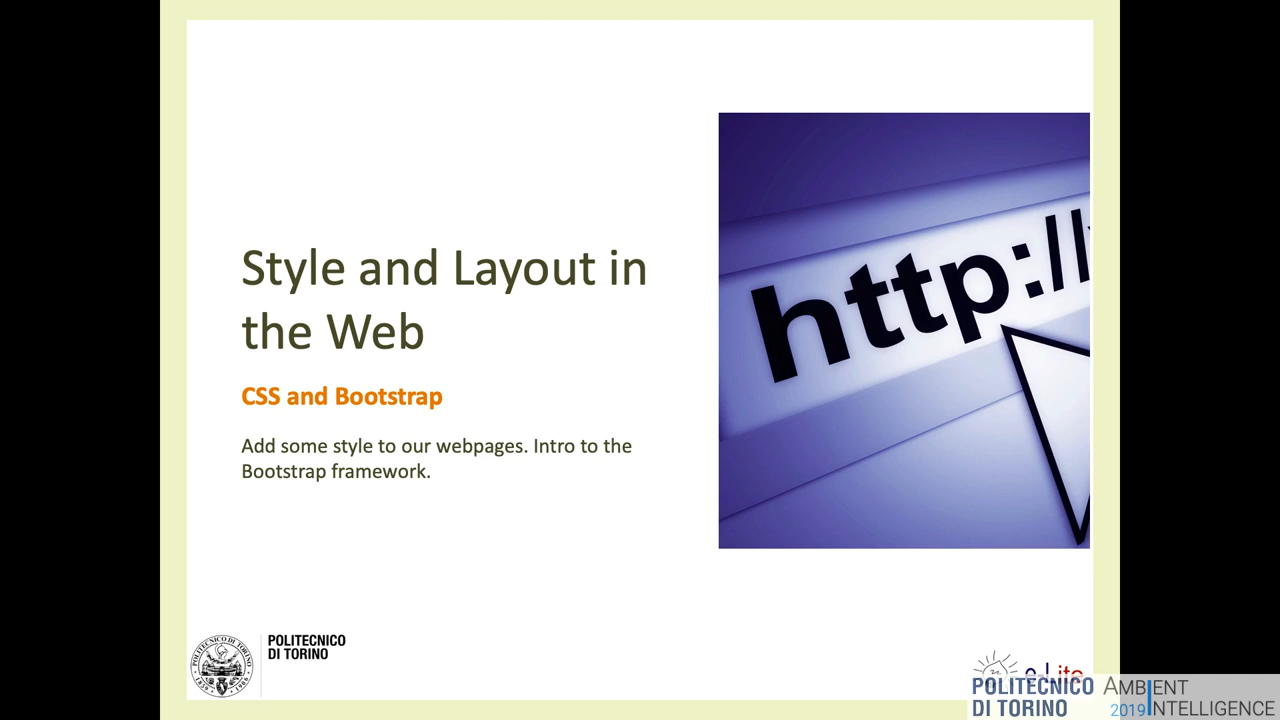 Style and Layout in
the Web
CSS and Bootstrap
Add some style to our webpages. Intro to the
Bootstrap framework.
http://
POLITECNICO
DI TORINO
POLITECNICO
DI TORINO
AMBIENT
2019 INTELLIGENCE